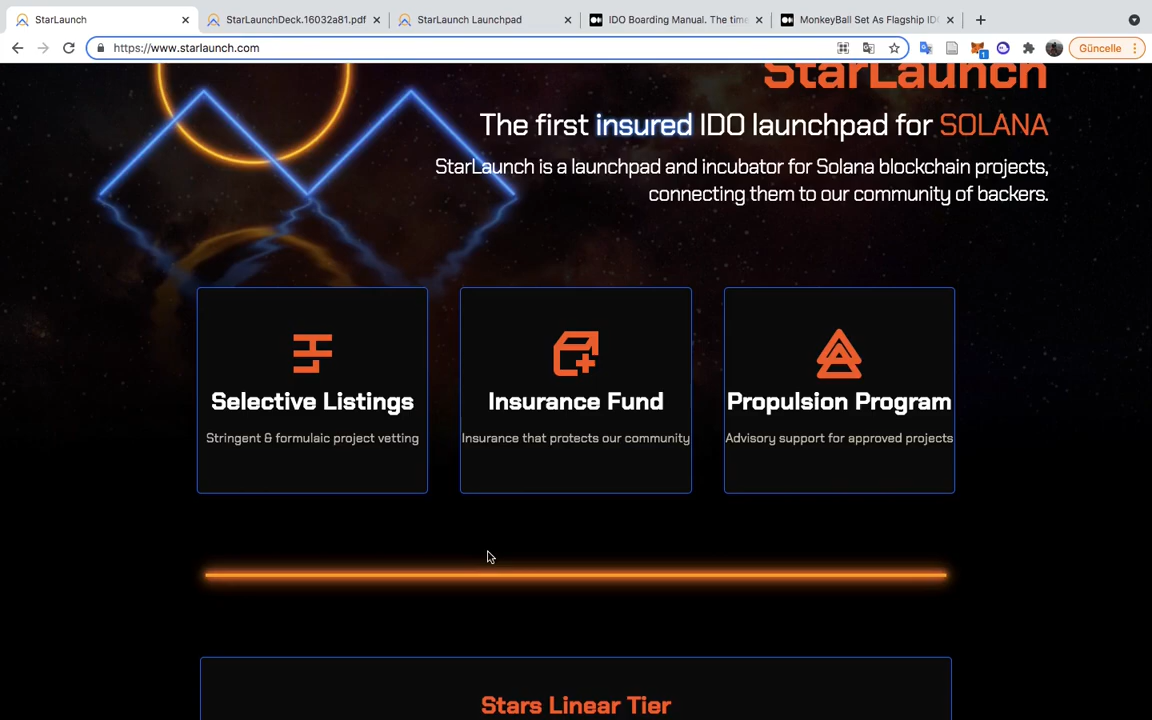 StarLaunch
StarLaunchDeck.16032a81.pdf
StarLaunch Launchpad
IDO Boarding Manual. The time
MonkeyBall Set As Flagship ID
https://www.starlaunch.com
1
Güncelle
StarLaunch
The first insured IDO launchpad for SOLANA
StarLaunch is a launchpad and incubator for Solana blockchain projects,
connecting them to our community of backers.
Selective Listings
Stringent & formulaic project vetting
Insurance Fund
Insurance that protects our community
Propulsion Program
Advisory support for approved projects
Stars Linear Tier